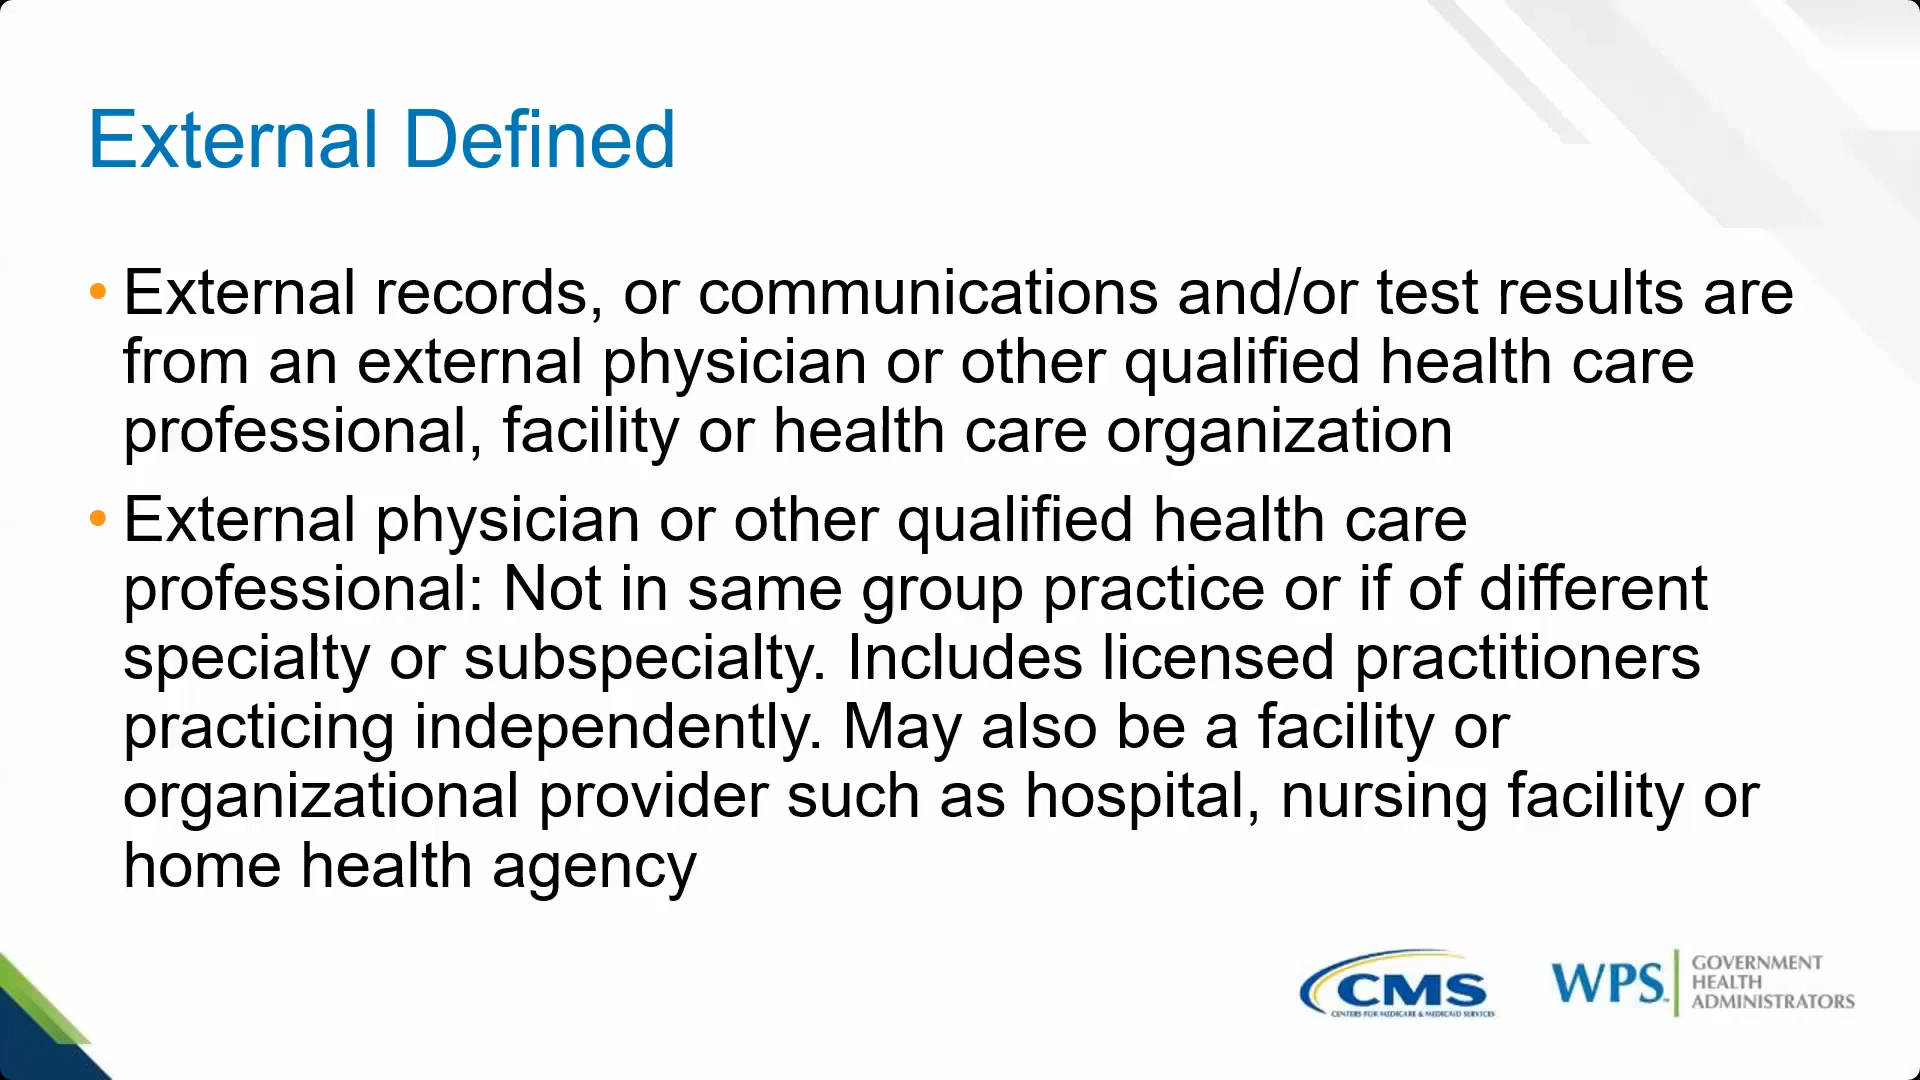 External Defined
• External records, or communications and/or test results are
from an external physician or other qualified health care
professional, facility or health care organization
• External physician or other qualified health care
professional: Not in same group practice or if of different
specialty or subspecialty. Includes licensed practitioners
practicing independently. May also be a facility or
organizational provider such as hospital, nursing facility or
home health agency
CMS
CENTERS FOR MEDICARE & MEDICAID SERVICES
WPS
GOVERNMENT
HEALTH
ADMINISTRATORS